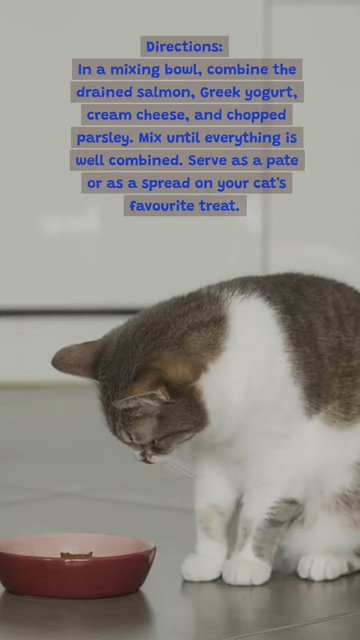 Directions:
In a mixing bowl, combine the
drained salmon, Greek yogurt,
cream cheese, and chopped
parsley. Mix until everything is
well combined. Serve as a pate
or as a spread on your cat's
favourite treat.